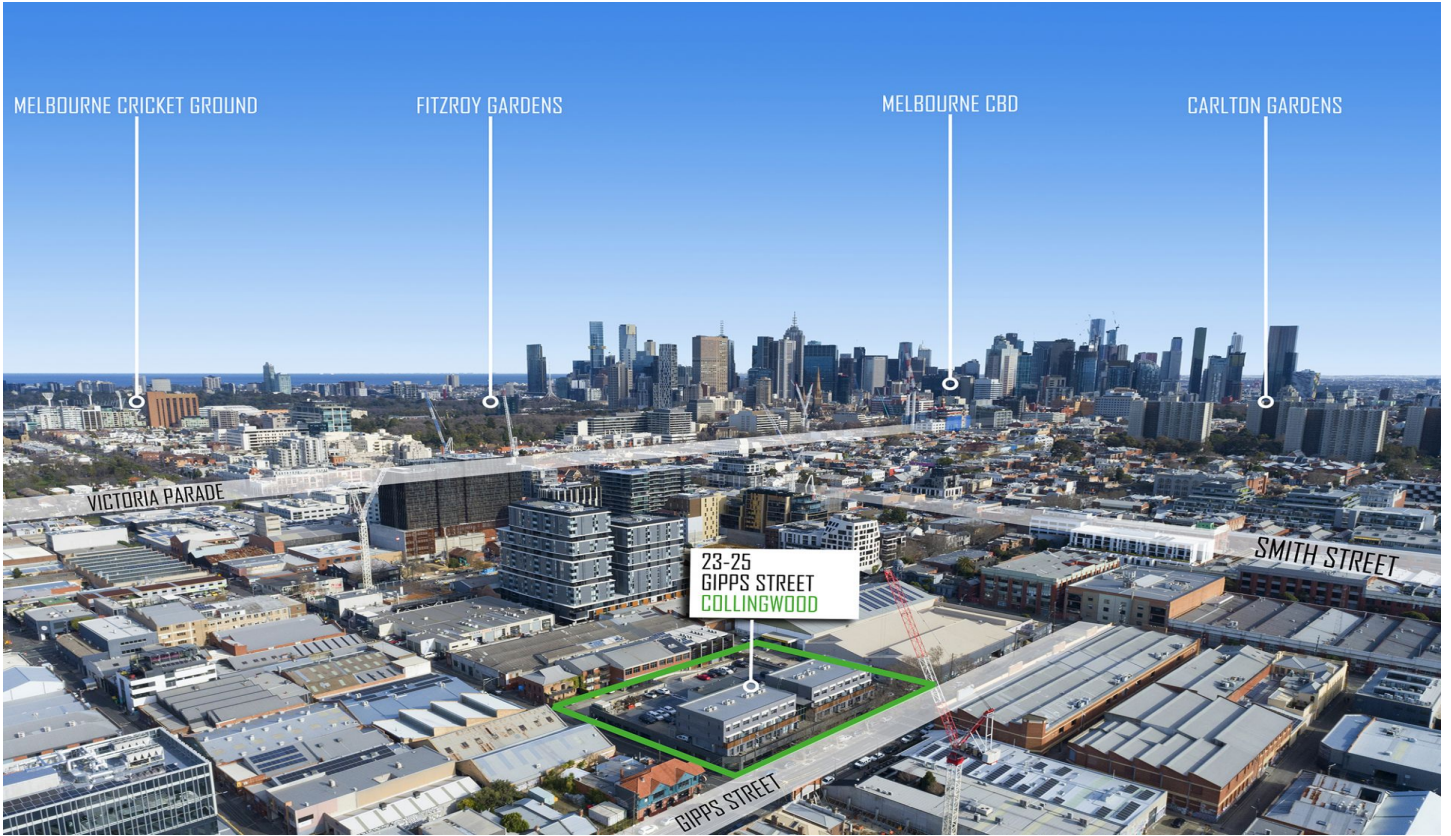 MELBOURNE CRICKET GROUND
FITZROY GARDENS
MELBOURNE CBD
CARLTON GARDENS
VICTORIA PARADE
SMITH STREET
23-25
GIPPS STREET
COLLINGWOOD
GIPPS STREET